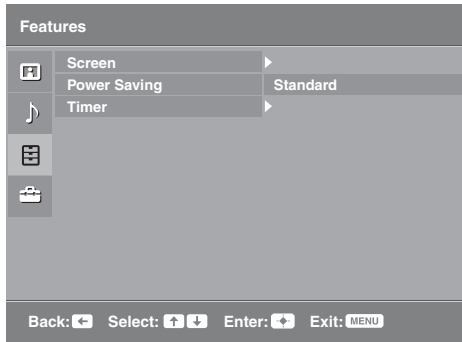 Features
Screen
Power Saving Standard
Timer
Back: Select: Enter: Exit: MENU